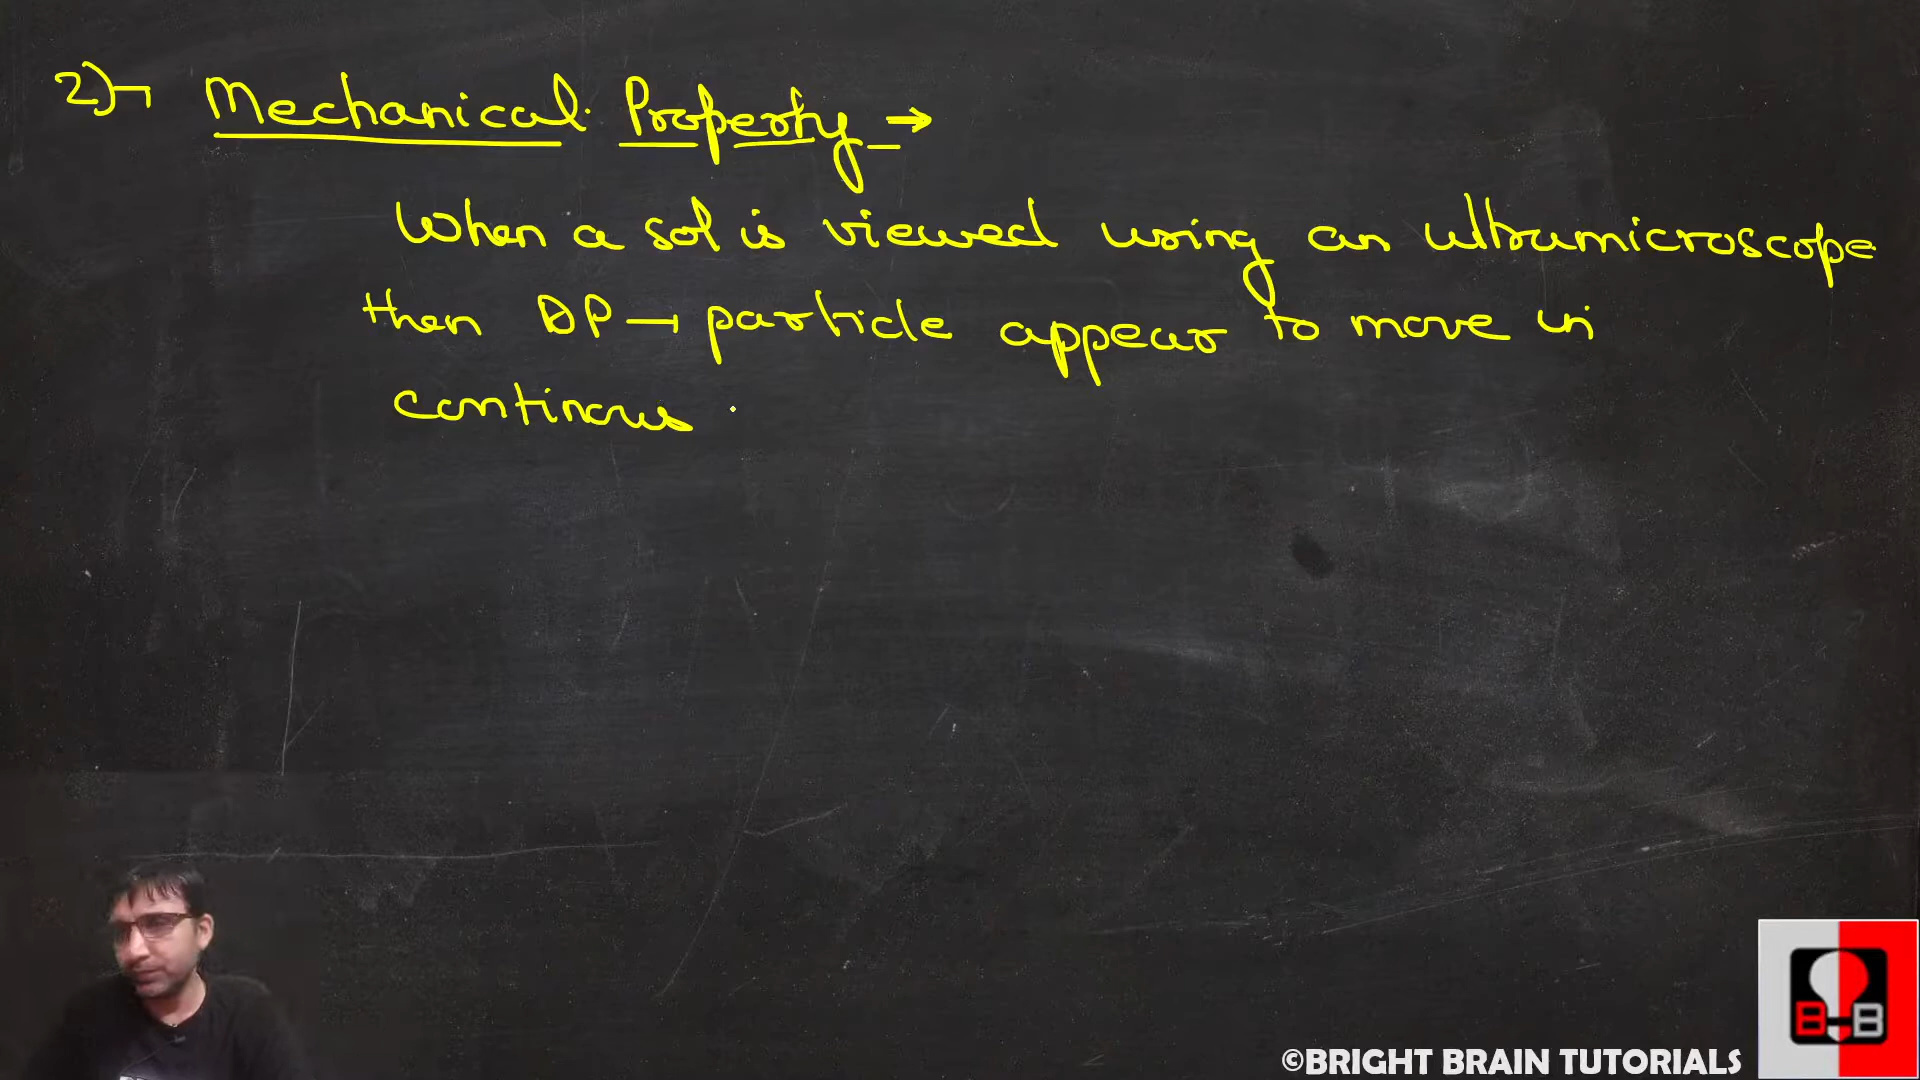 2)→ Mechanical Property →
When a sol is viewed using an ultramicroscope
then DP → particle appear to move in
continous
B B
©BRIGHT BRAIN TUTORIALS